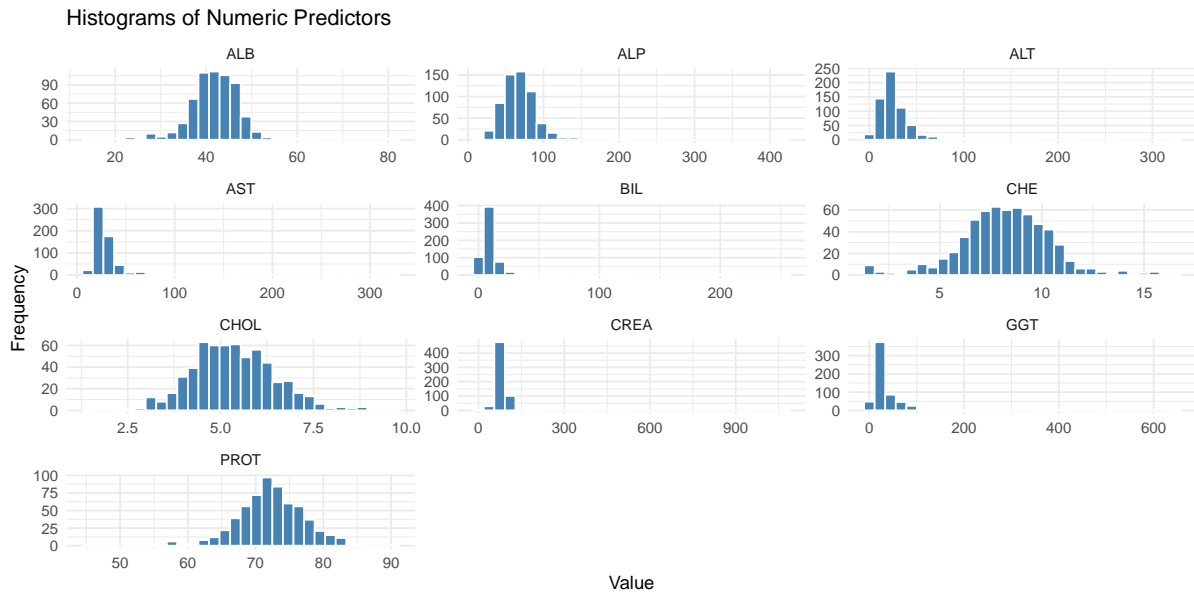 Histograms of Numeric Predictors
ALB
ALP
ALT
90
60
30
0
20 40 60 80
150
100
50
0
0 100 200 300 400
250
200
150
100
50
0
0 100 200 300
AST
BIL
CHE
300
200
100
0
0 100 200 300
400
300
200
100
0
0 100 200
60
40
20
0
5 10 15
CHOL
CREA
GGT
60
40
20
0
2.5 5.0 7.5 10.0
400
300
200
100
0
0 300 600 900
300
200
100
0
0 200 400 600
PROT
100
75
50
25
0
50 60 70 80 90
Frequency
Value